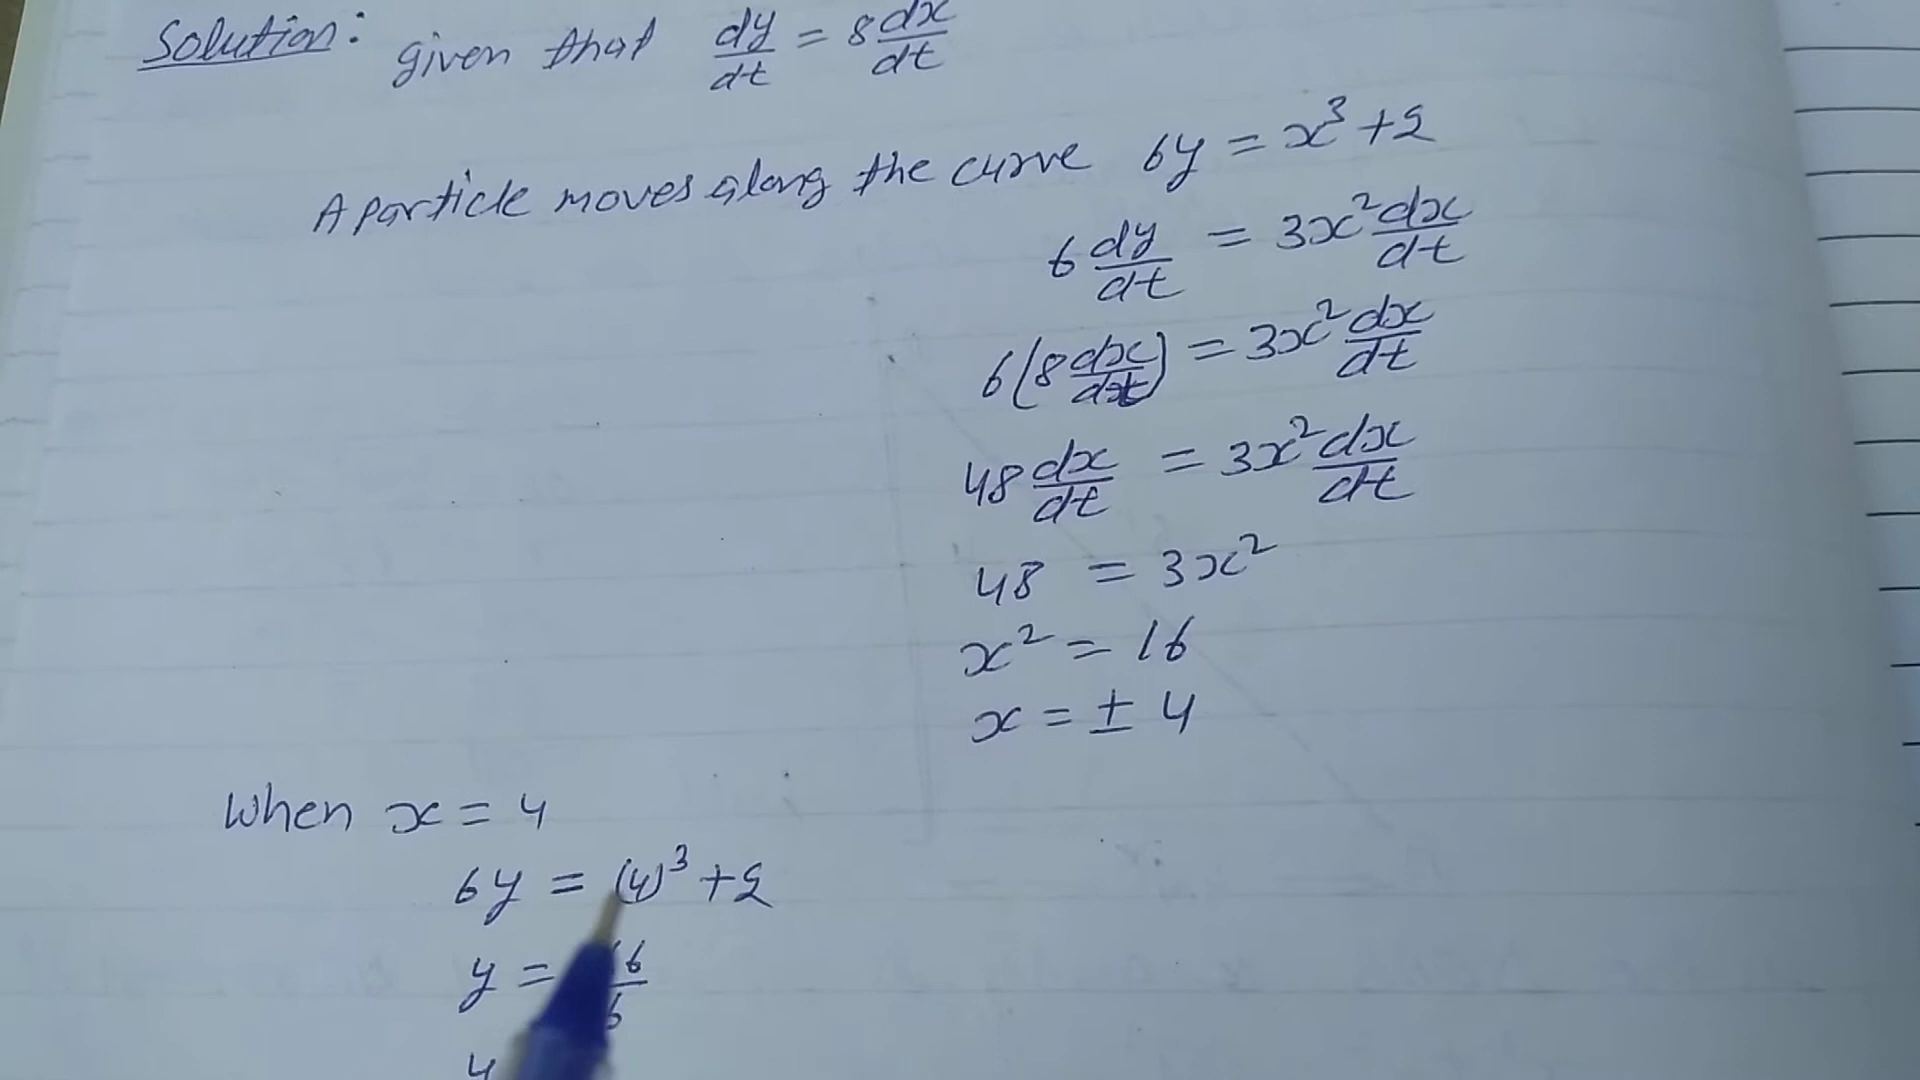 Solution: given that dy/dt = 8 dx/dt
A particle moves along the curve 6y = x³ + 2
6 dy/dt = 3x² dx/dt
6(8 dx/dt) = 3x² dx/dt
48 dx/dt = 3x² dx/dt
48 = 3x²
x² = 16
x = ± 4
When x = 4
6y = (4)³ + 2
y = 6/6
y